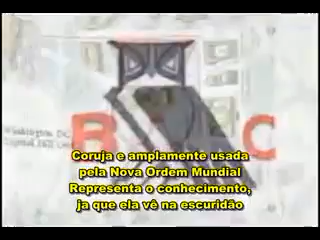 B C
Coruja e amplamente usada
pela Nova Ordem Mundial
Representa o conhecimento,
ja que ela vê na escuridão